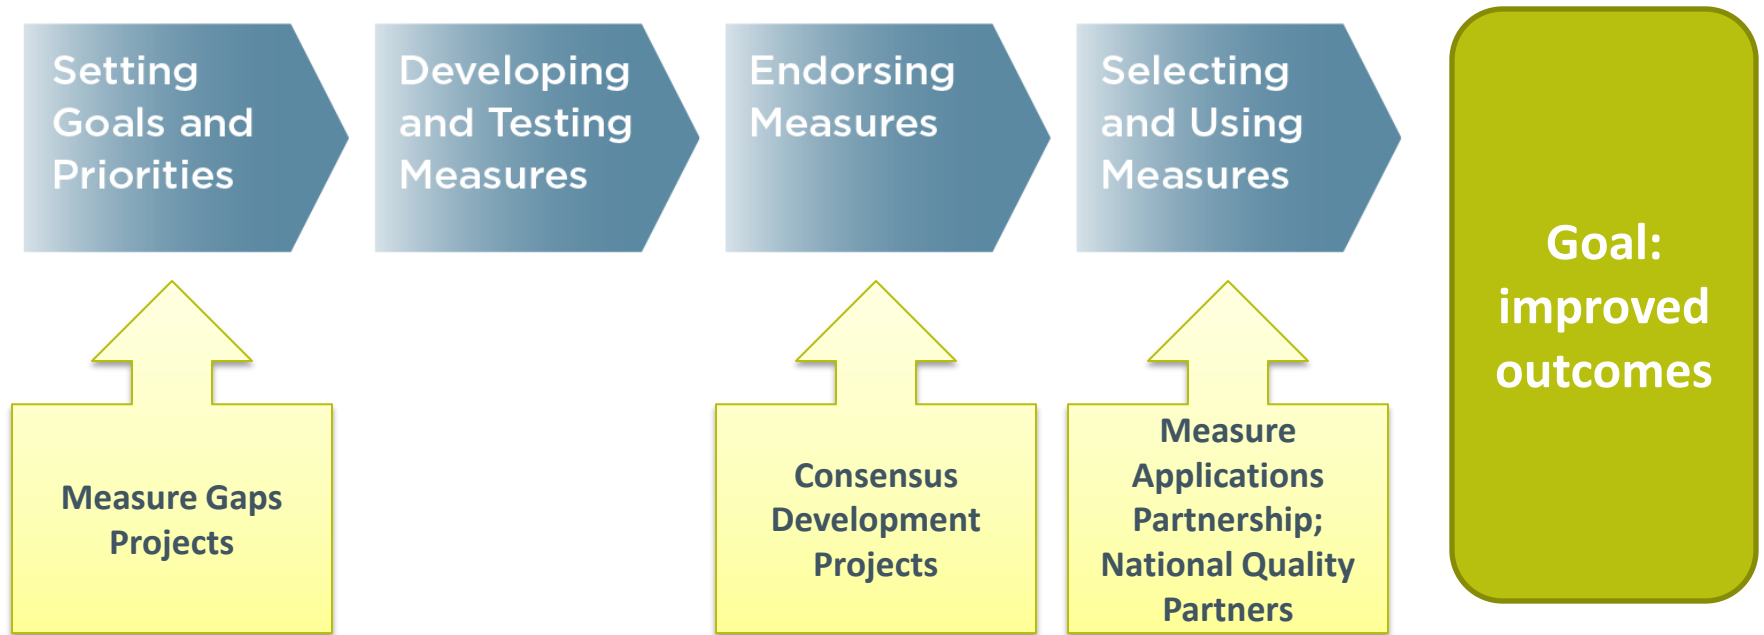 Setting
Goals and
Priorities
Developing
and Testing
Measures
Endorsing
Measures
Selecting
and Using
Measures
Goal:
improved
outcomes
Measure Gaps
Projects
Consensus
Development
Projects
Measure
Applications
Partnership;
National Quality
Partners